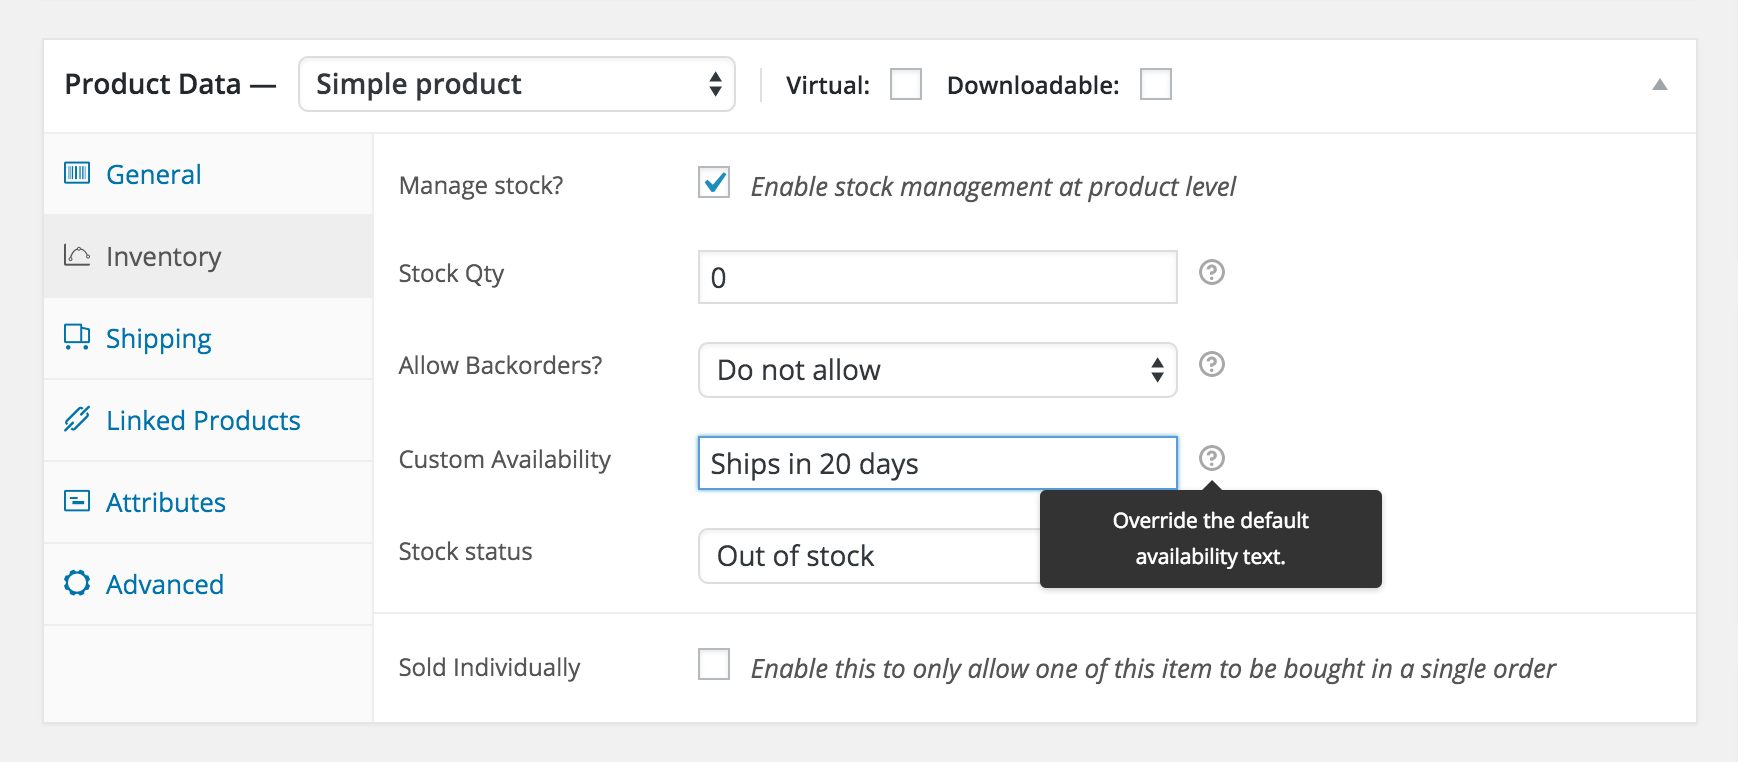 Product Data — Simple product Virtual: Downloadable:
General
Inventory
Shipping
Linked Products
Attributes
Advanced
Manage stock? Enable stock management at product level
Stock Qty 0 ?
Allow Backorders? Do not allow ?
Custom Availability Ships in 20 days ?
Override the default
availability text.
Stock status Out of stock
Sold Individually Enable this to only allow one of this item to be bought in a single order